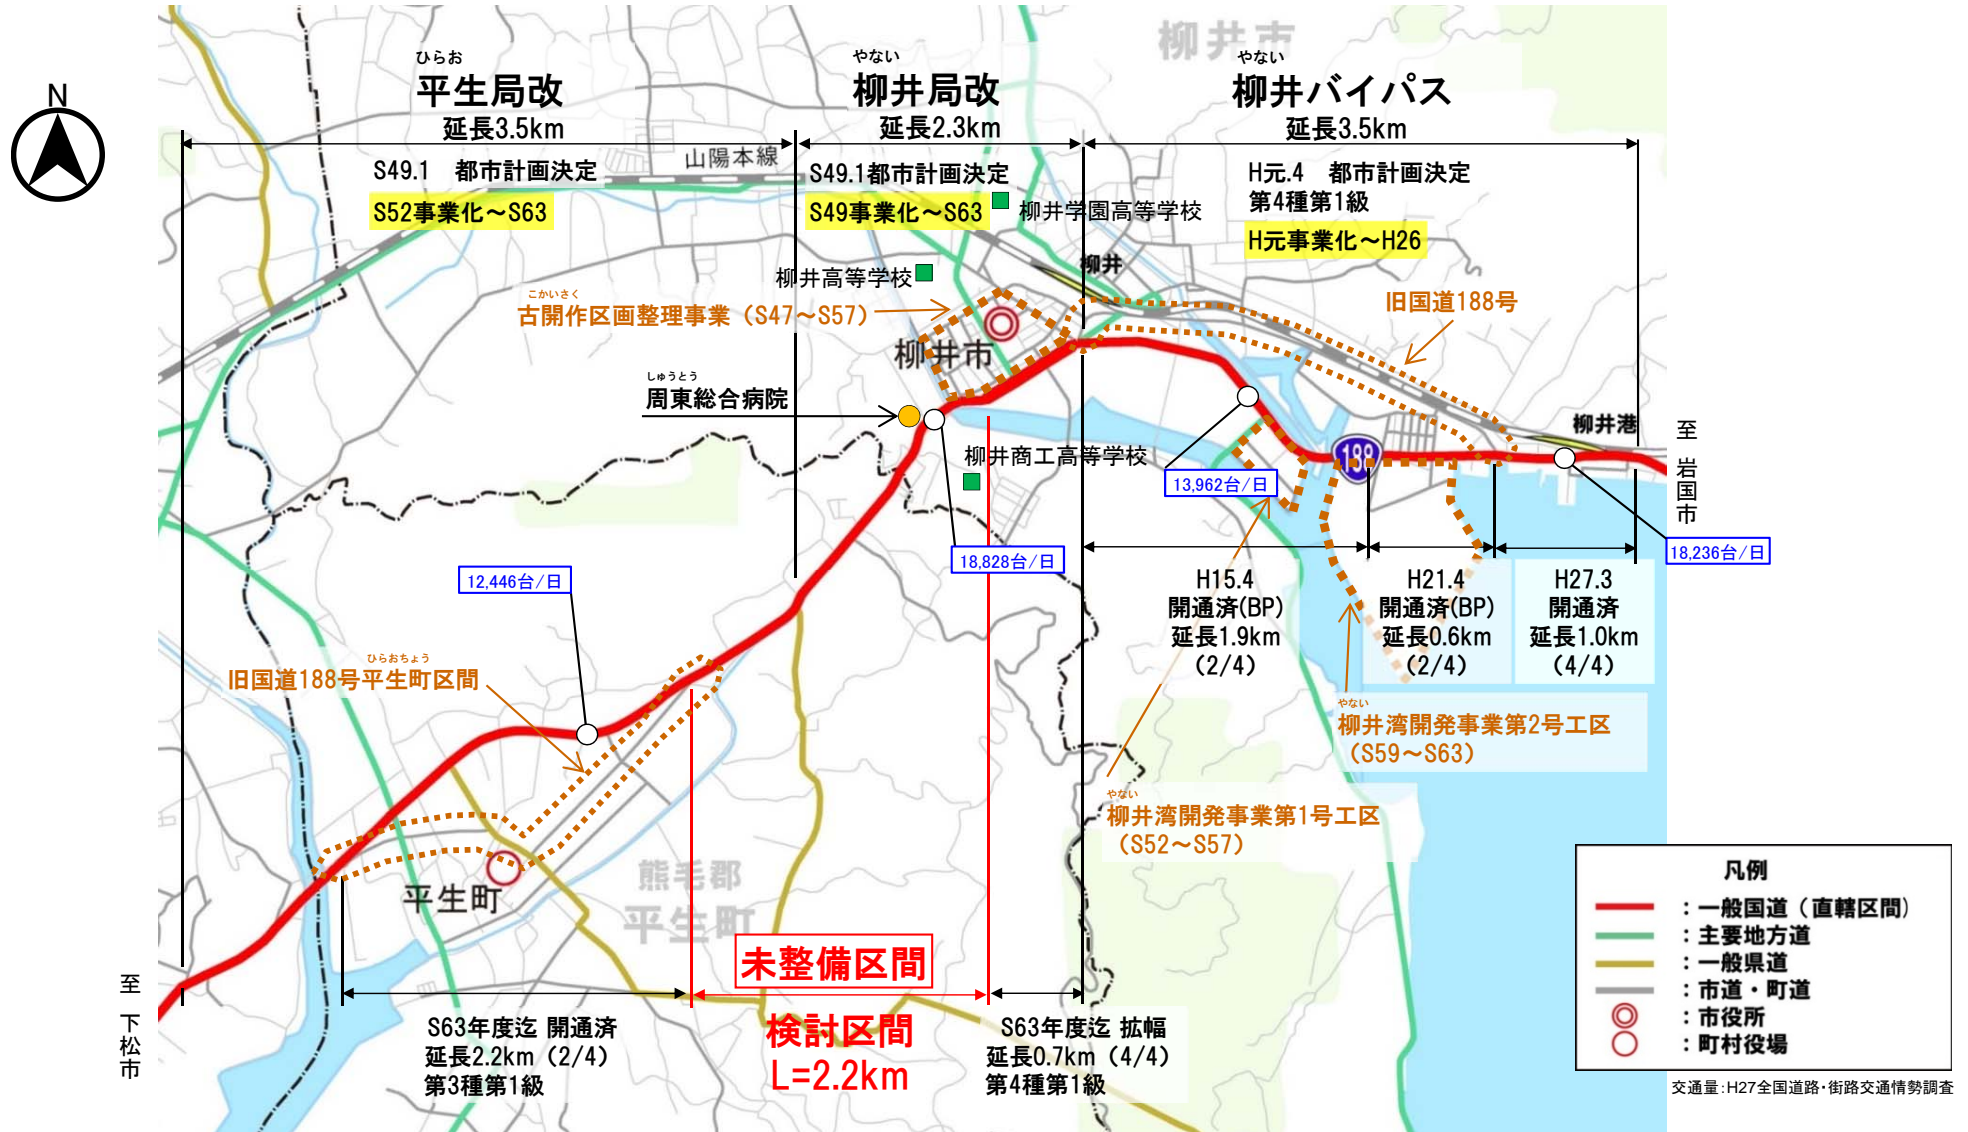 N
ひらお
平生局改
延長3.5km
S49.1 都市計画決定
S52事業化～S63
やない
柳井局改
延長2.3km
S49.1都市計画決定
S49事業化～S63
柳井市
やない
柳井バイパス
延長3.5km
H元.4 都市計画決定
第4種第1級
H元事業化～H26
山陽本線
柳井学園高等学校
柳井高等学校
柳井
こかいさく
古開作区画整理事業（S47～S57）
旧国道188号
柳井市
しゅうとう
周東総合病院
柳井港
至 岩国市
188
柳井商工高等学校
13,962台/日
18,828台/日
18,236台/日
12,446台/日
H15.4
開通済(BP)
延長1.9km
(2/4)
H21.4
開通済(BP)
延長0.6km
(2/4)
H27.3
開通済
延長1.0km
(4/4)
ひらおちょう
旧国道188号平生町区間
やない
柳井湾開発事業第2号工区
（S59～S63）
やない
柳井湾開発事業第1号工区
（S52～S57）
平生町
熊毛郡
平生町
未整備区間
検討区間
L=2.2km
至 下松市
S63年度迄 開通済
延長2.2km（2/4）
第3種第1級
S63年度迄 拡幅
延長0.7km（4/4）
第4種第1級
凡例
：一般国道（直轄区間）
：主要地方道
：一般県道
：市道・町道
：市役所
：町村役場
交通量：H27全国道路・街路交通情勢調査